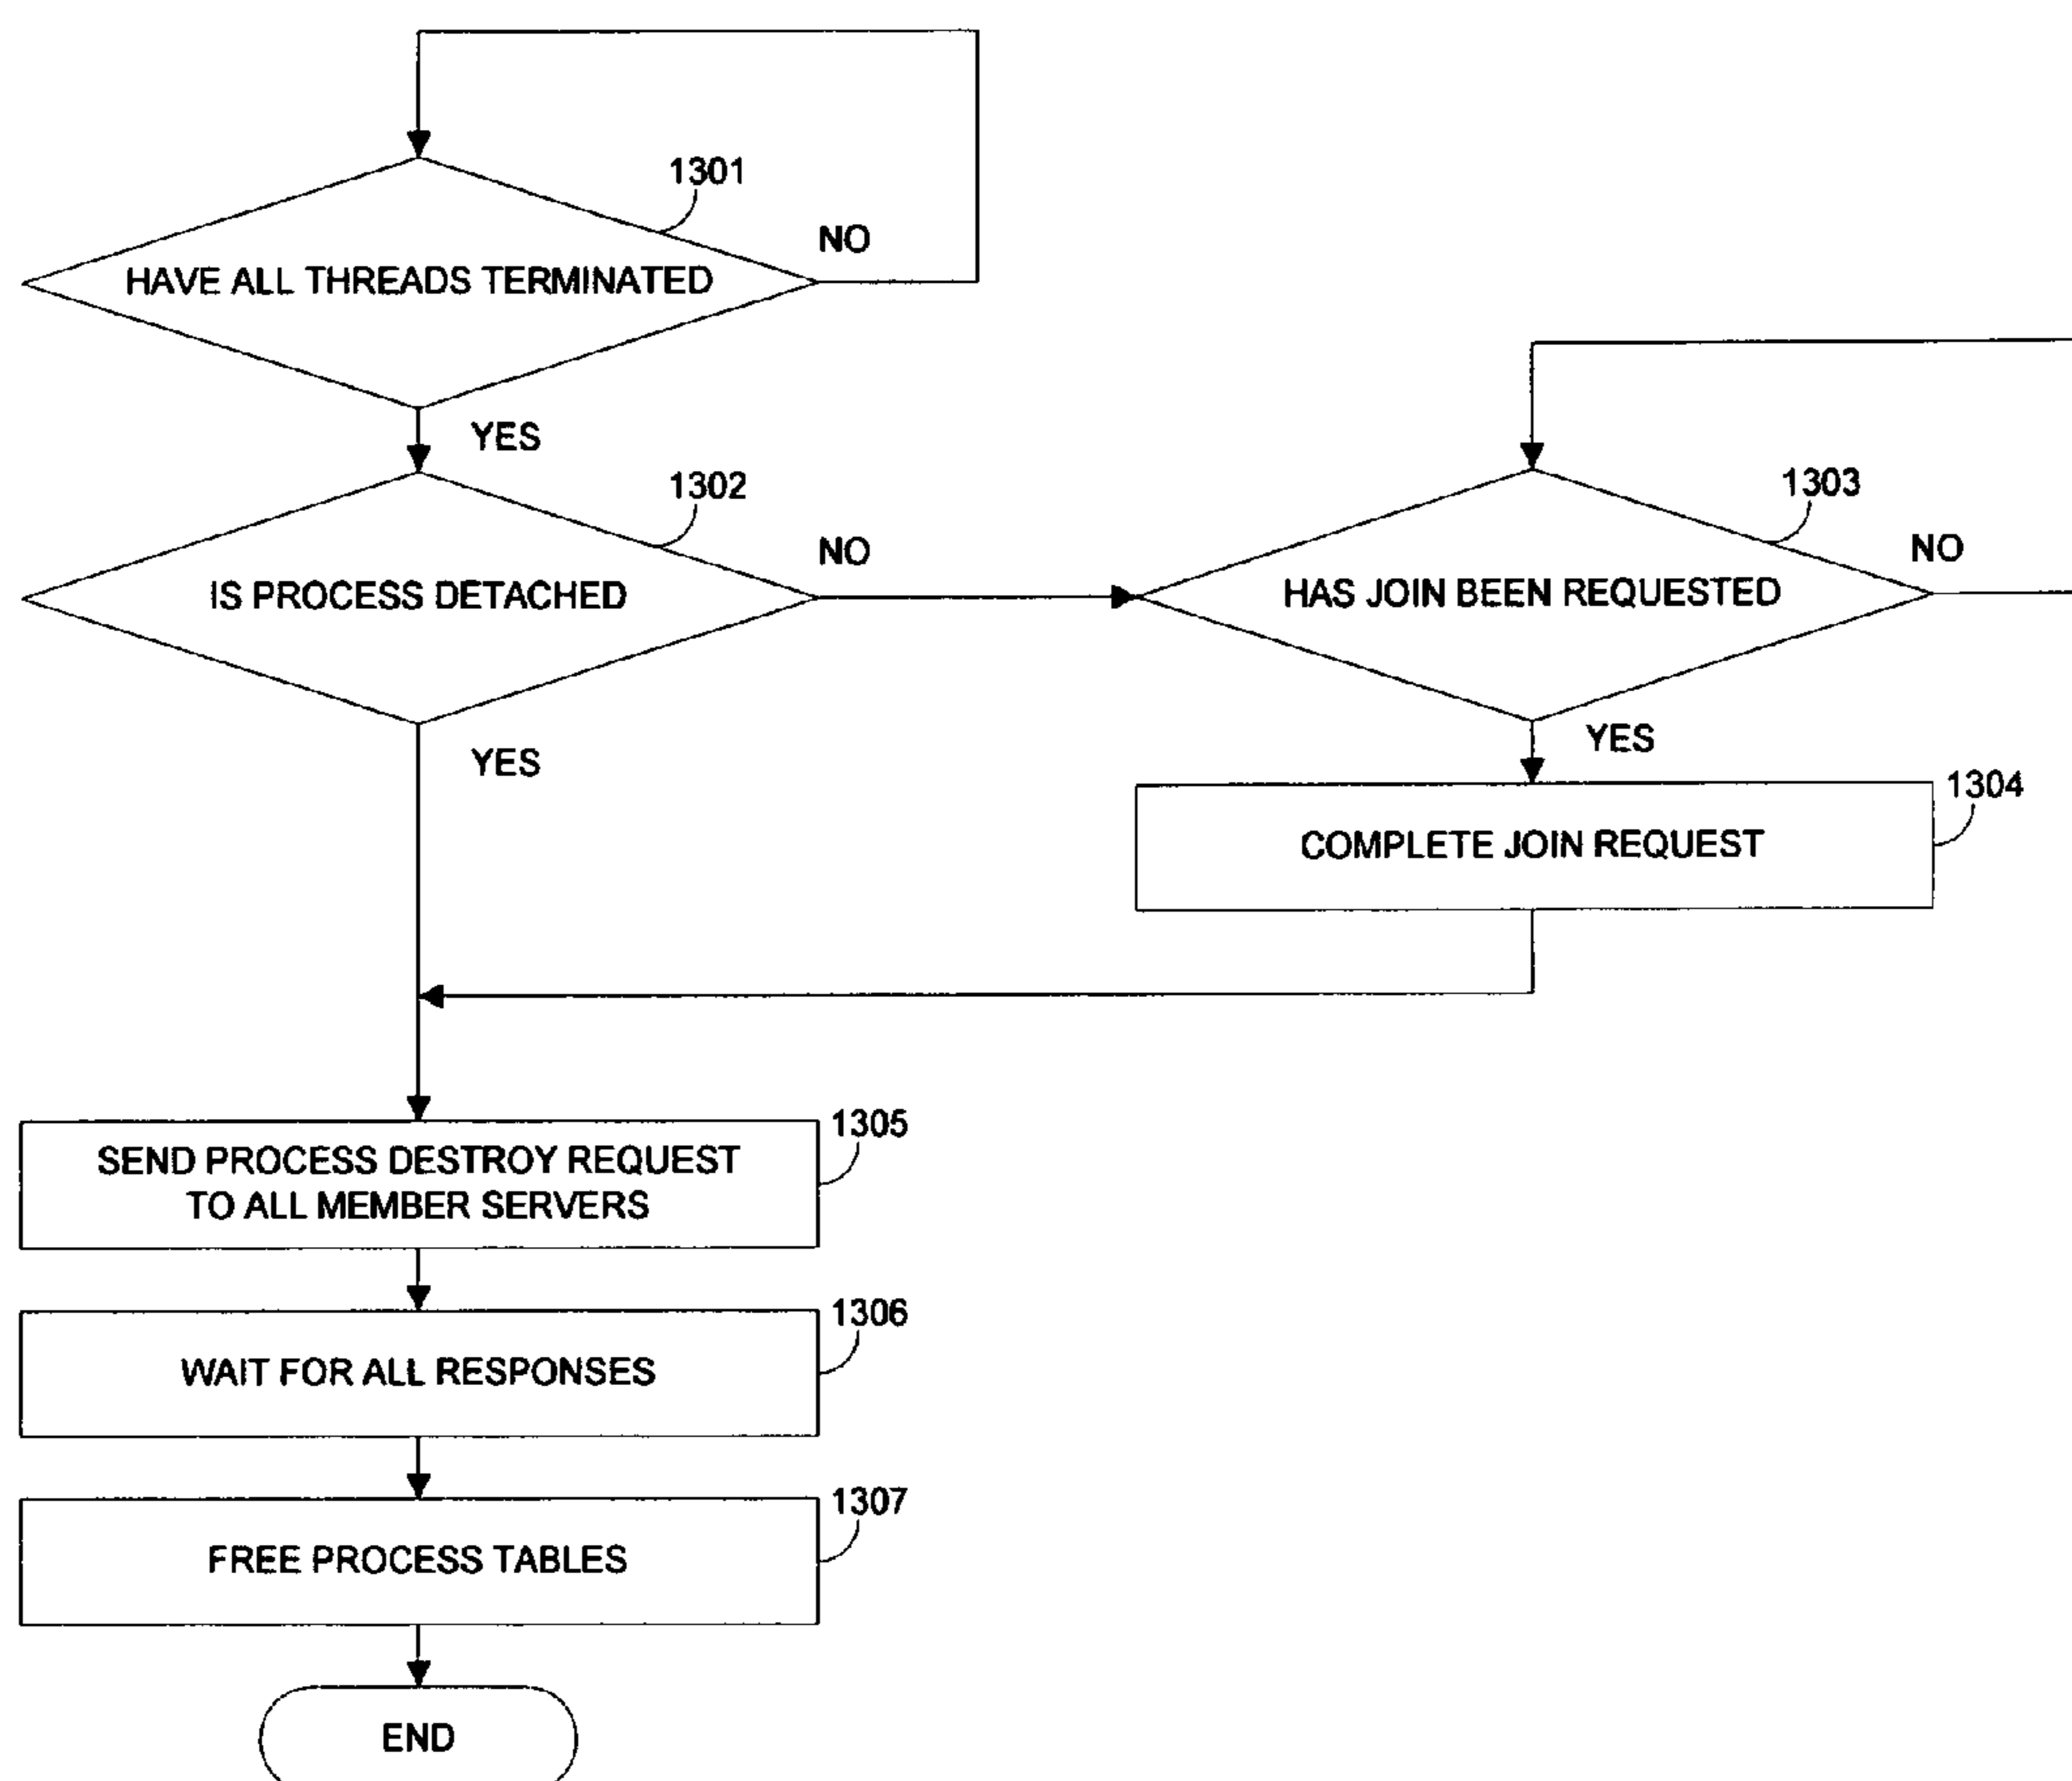 1301
NO
HAVE ALL THREADS TERMINATED
YES
1302
NO
IS PROCESS DETACHED
YES
1303
NO
HAS JOIN BEEN REQUESTED
YES
1304
COMPLETE JOIN REQUEST
1305
SEND PROCESS DESTROY REQUEST
TO ALL MEMBER SERVERS
1306
WAIT FOR ALL RESPONSES
1307
FREE PROCESS TABLES
END